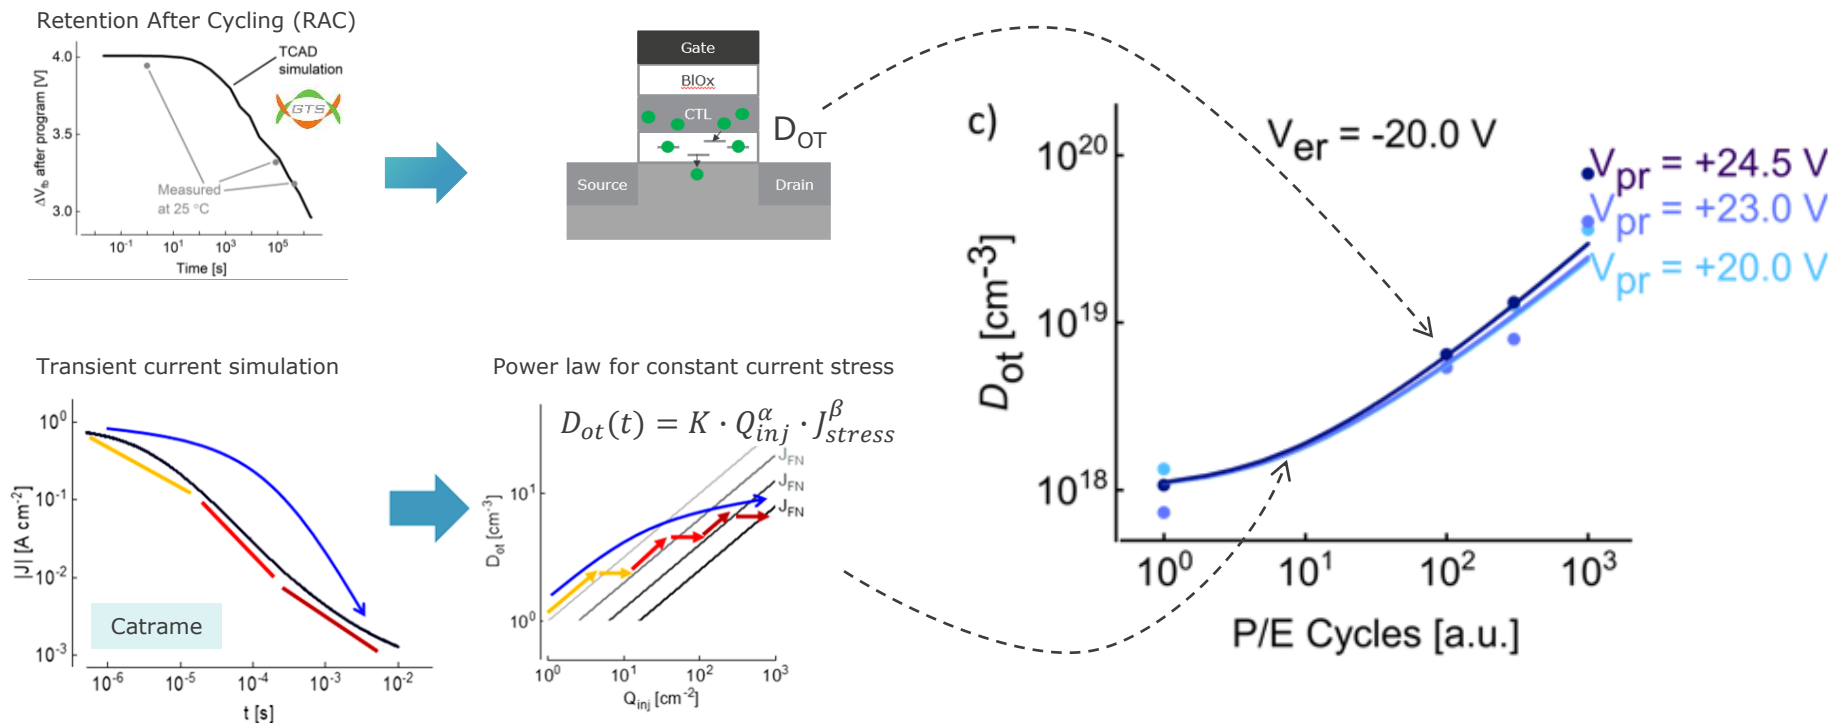 Retention After Cycling (RAC)
4.0
3.5
3.0
ΔVfb after program [V]
TCAD
simulation
GTS
Measured
at 25 °C
10-1
101
103
105
Time [s]
Gate
BlOx
CTL
DOT
Source
Drain
Transient current simulation
100
10-1
10-2
10-3
|J| [A cm-2]
Catrame
10-6
10-5
10-4
10-3
10-2
t [s]
Power law for constant current stress
Dot(t) = K · Qαinj · Jβstress
JFN
JFN
JFN
101
100
Dot [cm-3]
100
101
102
103
Qinj [cm-2]
c)
Ver = -20.0 V
Vpr = +24.5 V
Vpr = +23.0 V
Vpr = +20.0 V
1020
1019
1018
Dot [cm-3]
100
101
102
103
P/E Cycles [a.u.]